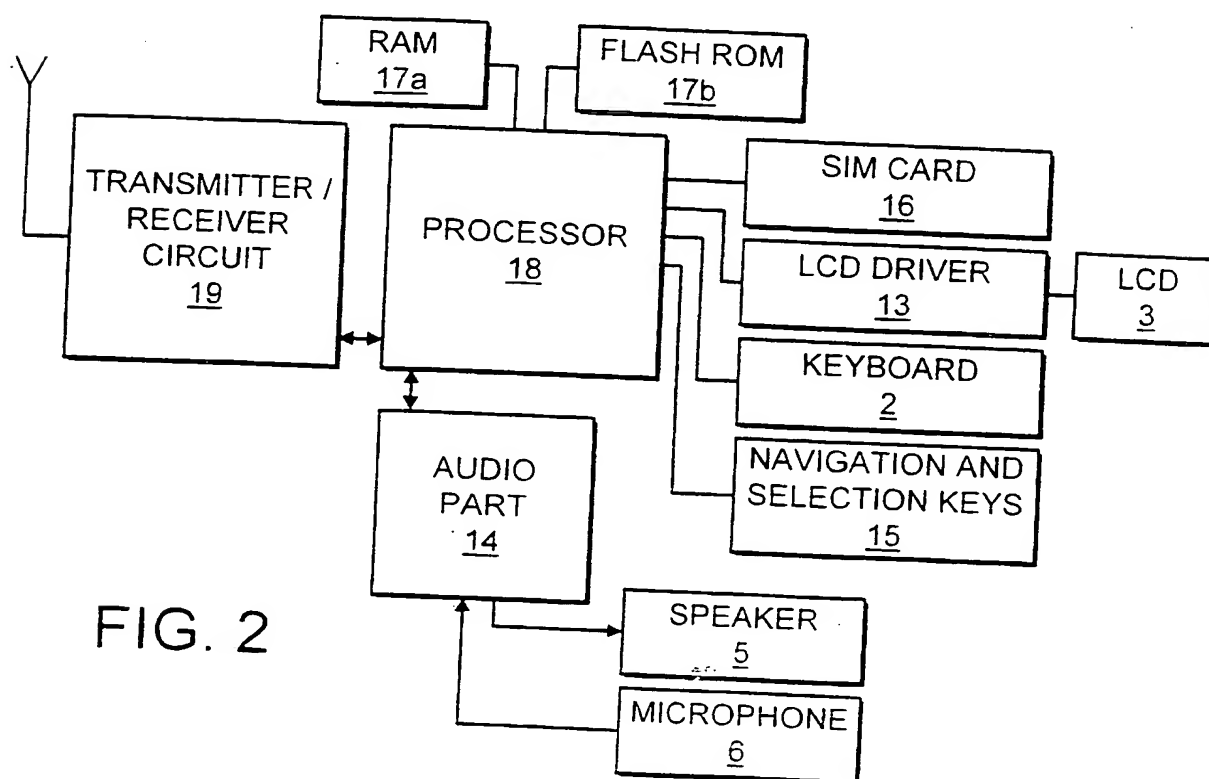 RAM
17a
FLASH ROM
17b
TRANSMITTER /
RECEIVER
CIRCUIT
19
PROCESSOR
18
SIM CARD
16
LCD DRIVER
13
LCD
3
KEYBOARD
2
NAVIGATION AND
SELECTION KEYS
15
AUDIO
PART
14
SPEAKER
5
MICROPHONE
6
FIG. 2